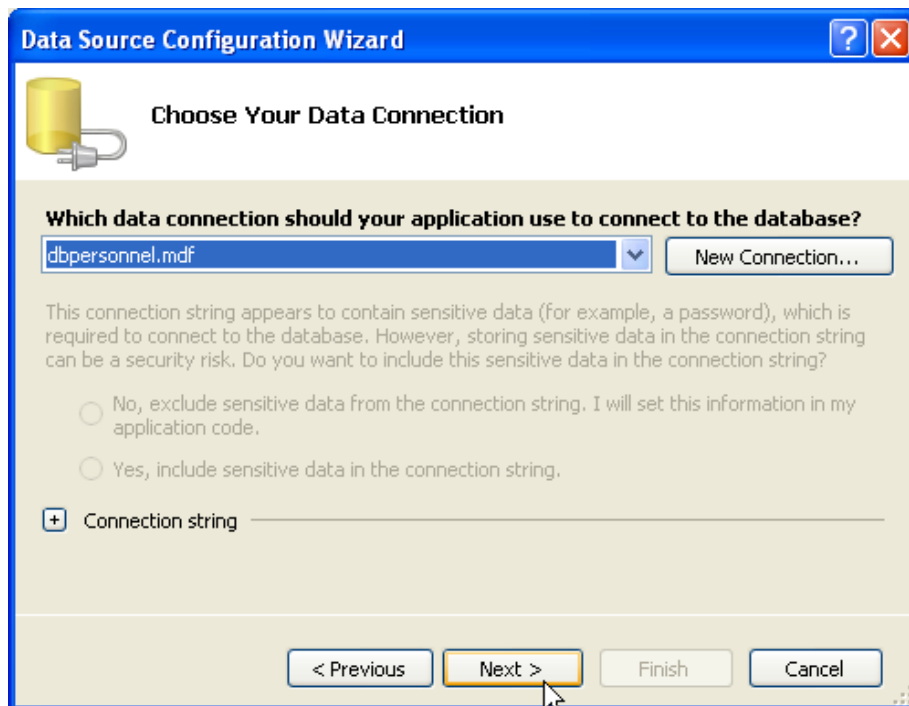 Data Source Configuration Wizard
Choose Your Data Connection
Which data connection should your application use to connect to the database?
dbpersonnel.mdf
New Connection...
This connection string appears to contain sensitive data (for example, a password), which is
required to connect to the database. However, storing sensitive data in the connection string
can be a security risk. Do you want to include this sensitive data in the connection string?
No, exclude sensitive data from the connection string. I will set this information in my
application code.
Yes, include sensitive data in the connection string.
Connection string
< Previous
Next >
Finish
Cancel